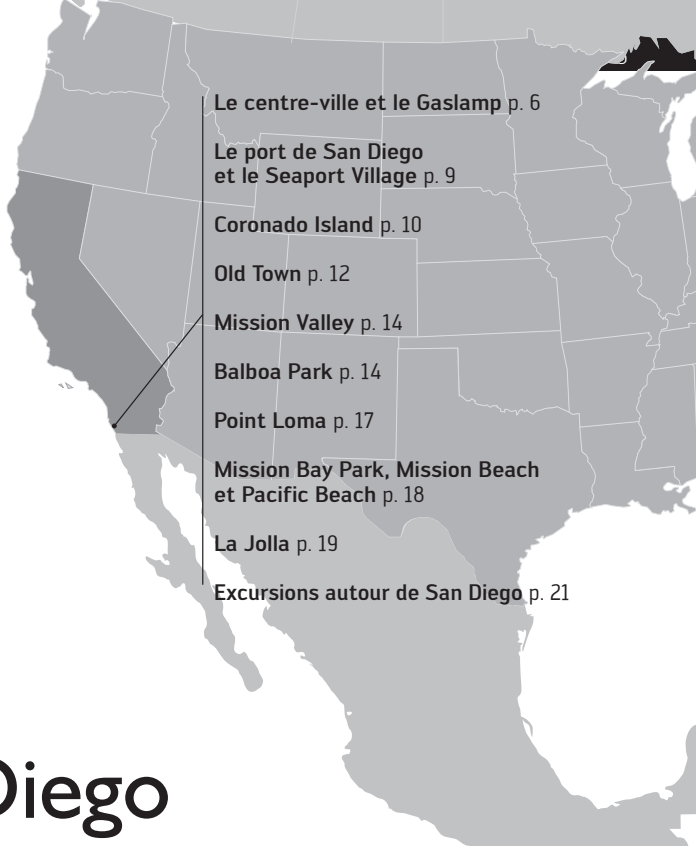 Le centre-ville et le Gaslamp p. 6
Le port de San Diego
et le Seaport Village p. 9
Coronado Island p. 10
Old Town p. 12
Mission Valley p. 14
Balboa Park p. 14
Point Loma p. 17
Mission Bay Park, Mission Beach
et Pacific Beach p. 18
La Jolla p. 19
Excursions autour de San Diego p. 21
Diego